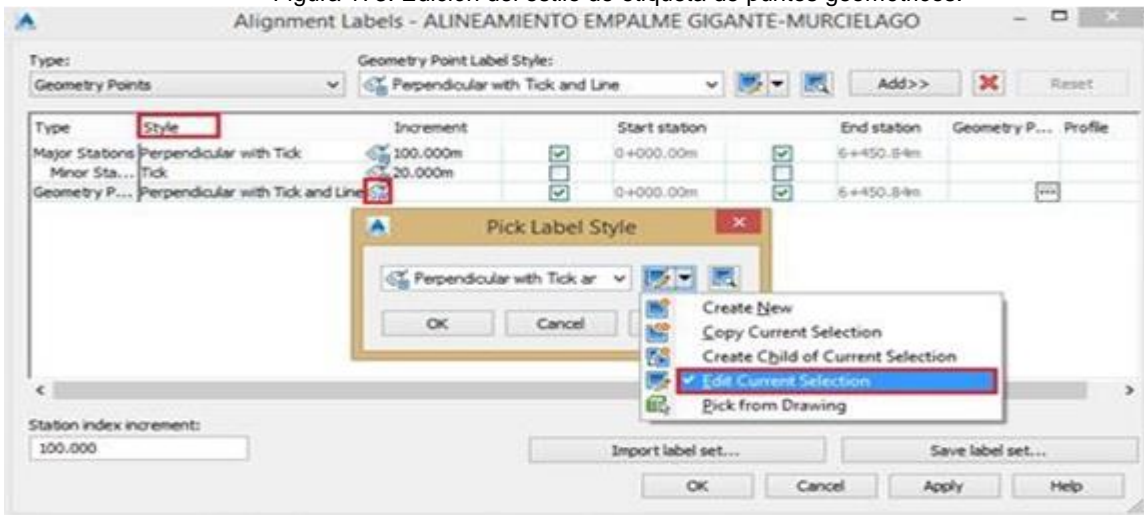 Figura 173. Edición del estilo de etiqueta de puntos geométricos.
Alignment Labels - ALINEAMIENTO EMPALME GIGANTE-MURCIELAGO
Type:
Geometry Point Label Style:
Geometry Points
Perpendicular with Tick and Line
Add>>
Reset
Type Style Increment Start station End station Geometry P... Profile
Major Stations Perpendicular with Tick 100.000m 0+000.00m 6+450.84m
Minor Sta... Tick 20.000m
Geometry P... Perpendicular with Tick and Line 0+000.00m 6+450.84m ...
Pick Label Style
Perpendicular with Tick ar
OK Cancel
Create New
Copy Current Selection
Create Child of Current Selection
Edit Current Selection
Pick from Drawing
Station index increment:
100.000
Import label set... Save label set...
OK Cancel Apply Help